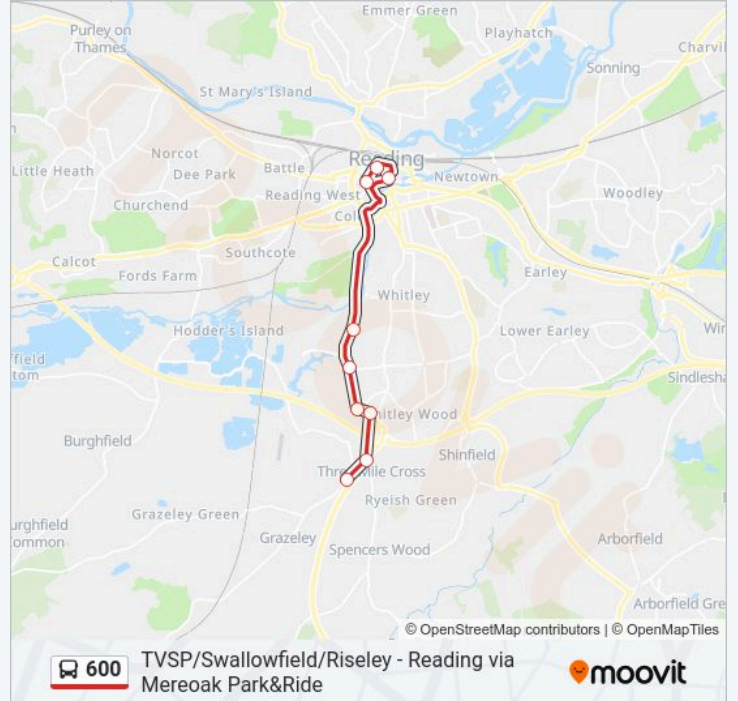 Emmer Green
Purley on
Thames
Playhatch
Charvil
Sonning
St Mary's Island
Norcot
Reading
Little Heath
Battle
Dee Park
Newtown
Reading West
Woodley
Churchend
Col
Southcote
Calcot
Earley
Fords Farm
Whitley
Hodder's Island
Lower Earley
Win
ffield
tom
Sindlesha
hitley Wood
Burghfield
Shinfield
Three Mile Cross
Ryeish Green
Grazeley Green
urghfield
ommon
Grazeley
Spencers Wood
Arborfield
Arborfield Gre
© OpenStreetMap contributors | © OpenMapTiles
600
TVSP/Swallowfield/Riseley - Reading via
Mereoak Park&Ride
moovit